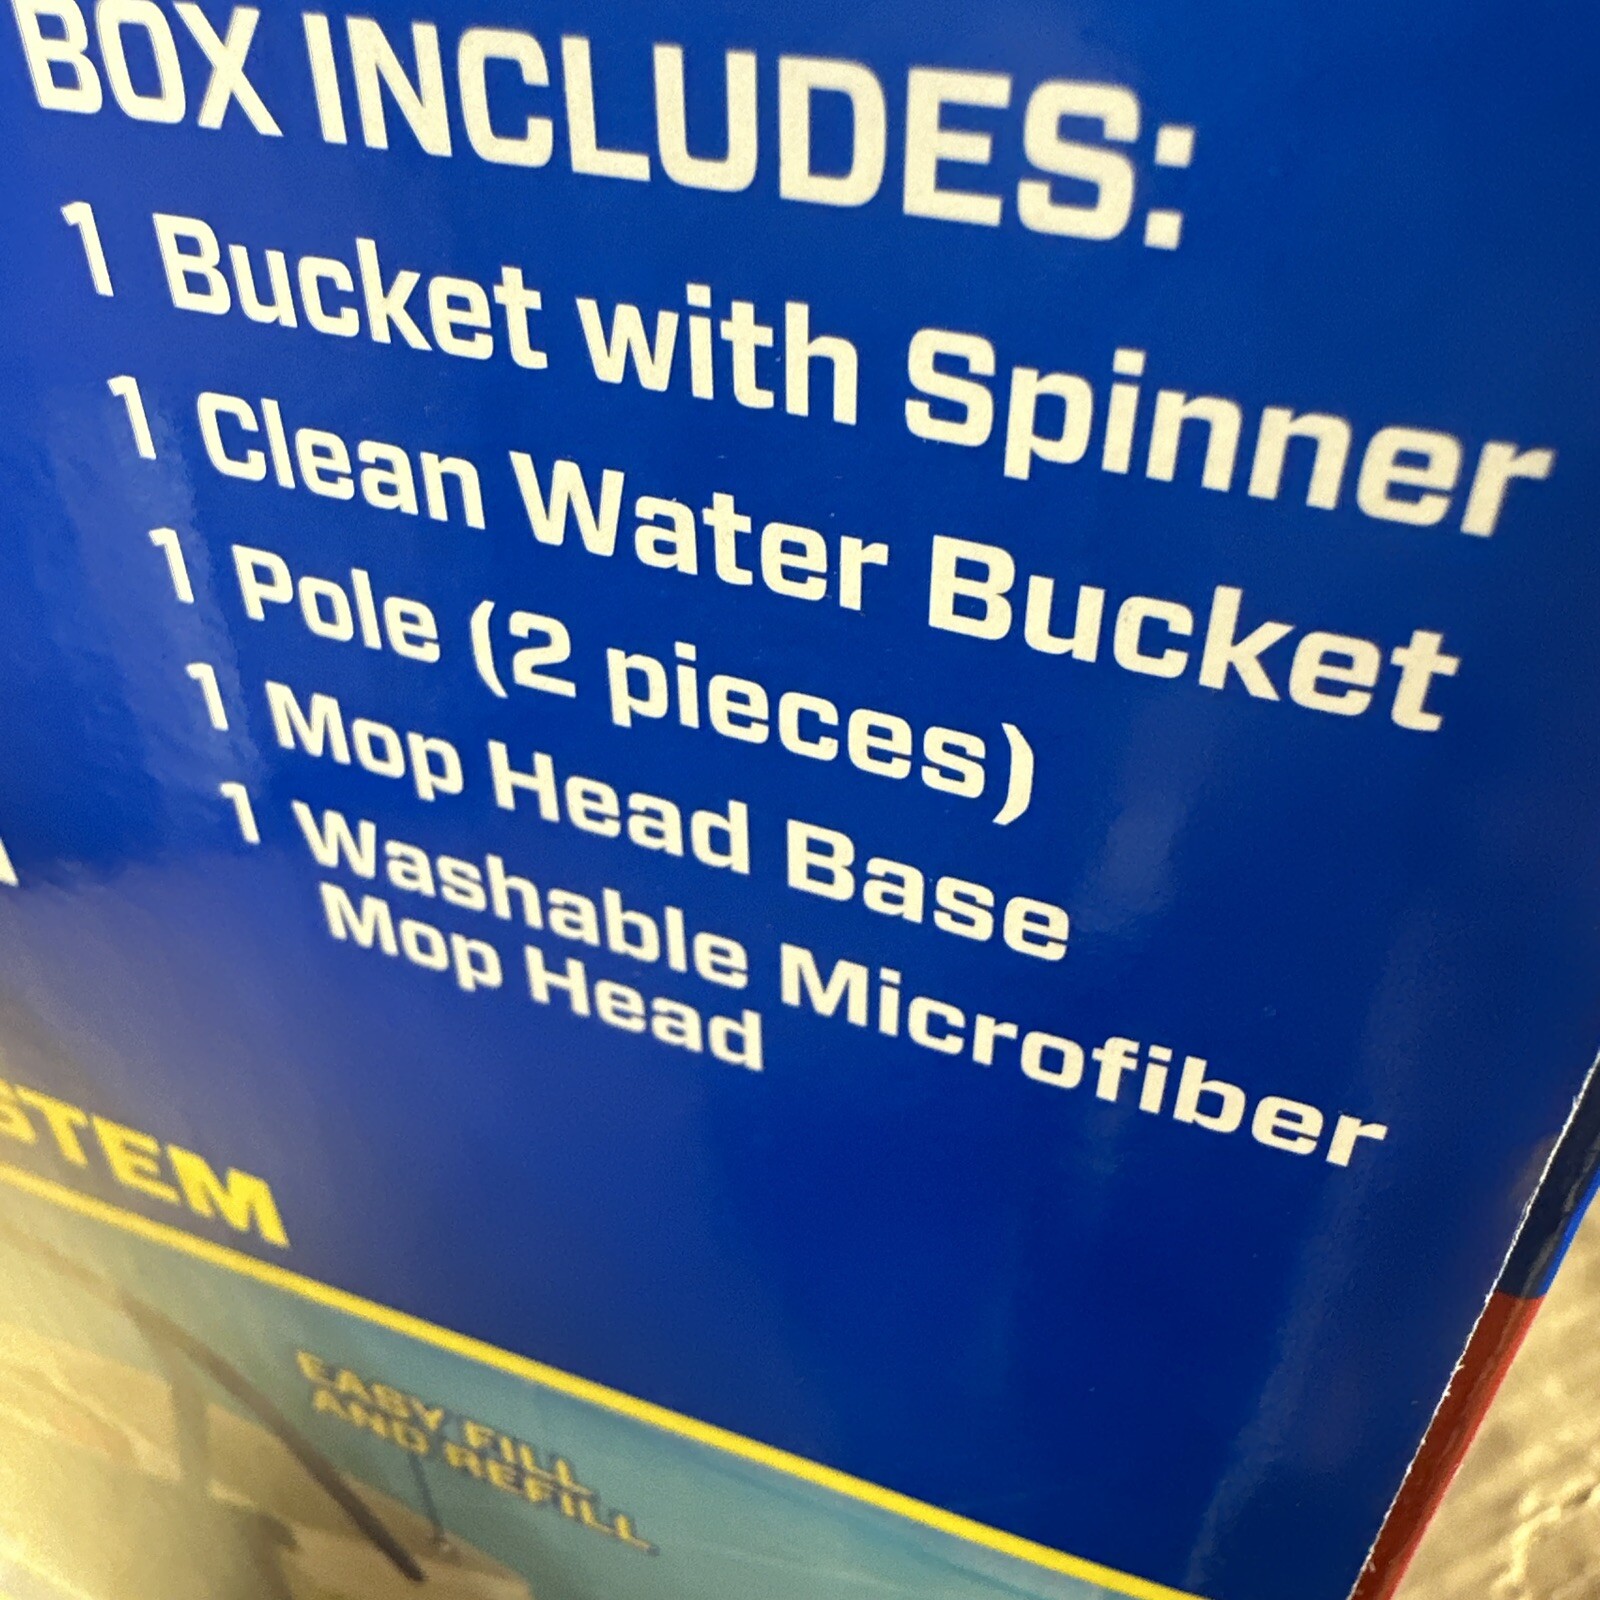 BOX INCLUDES:
1 Bucket with Spinner
1 Clean Water Bucket
1 Pole (2 pieces)
1 Mop Head Base
1 Washable Microfiber
Mop Head
STEM
EASY FILL
AND REFILL